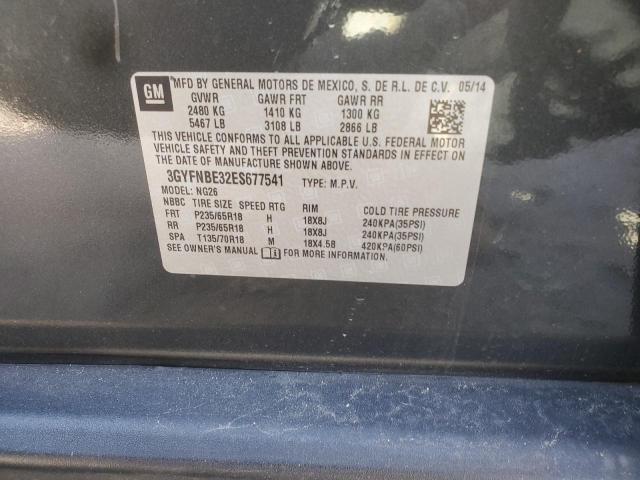 GM MFD BY GENERAL MOTORS DE MEXICO, S. DE R.L. DE C.V. 05/14
GVWR GAWR FRT GAWR RR
2480 KG 1410 KG 1300 KG
5467 LB 3108 LB 2866 LB
THIS VEHICLE CONFORMS TO ALL APPLICABLE U.S. FEDERAL MOTOR
VEHICLE SAFETY AND THEFT PREVENTION STANDARDS IN EFFECT ON
THE DATE OF MANUFACTURE SHOWN ABOVE.
3GYFNBE32ES677541 TYPE: M.P.V.
MODEL: NG26
NBBC TIRE SIZE SPEED RTG RIM COLD TIRE PRESSURE
FRT P235/65R18 H 18X8J 240KPA(35PSI)
RR P235/65R18 H 18X8J 240KPA(35PSI)
SPA T135/70R18 M 18X4.5B 420KPA(60PSI)
SEE OWNER'S MANUAL FOR MORE INFORMATION